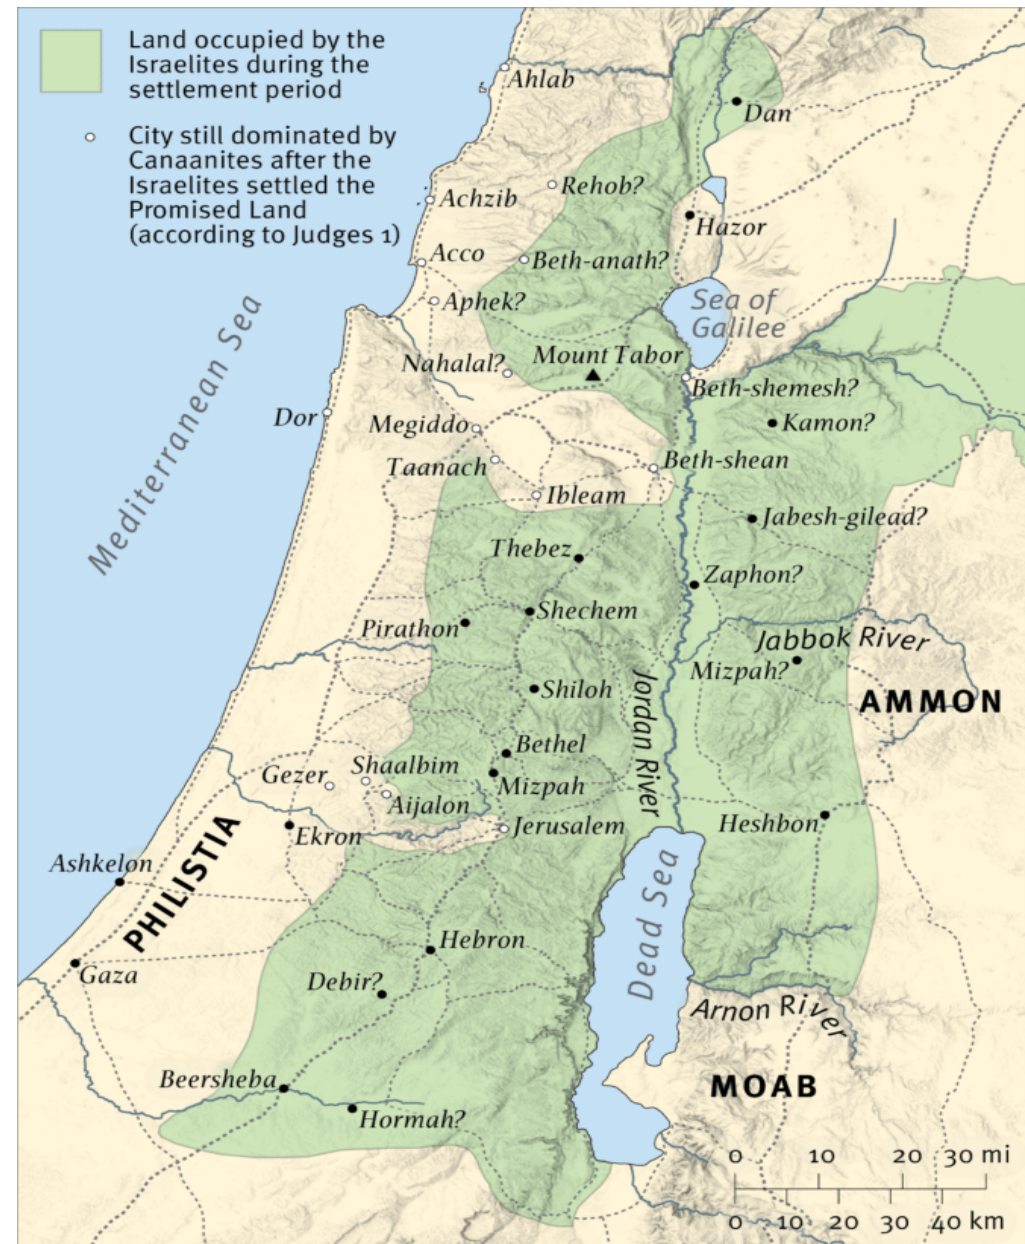 Land occupied by the
Israelites during the
settlement period
City still dominated by
Canaanites after the
Israelites settled the
Promised Land
(according to Judges 1)
Ahlab
Dan
Rehob?
Achzib
Hazor
Acco
Beth-anath?
Aphek?
Sea of
Galilee
Mediterranean Sea
Nahalal?
Mount Tabor
Beth-shemesh?
Dor
Megiddo
Kamon?
Taanach
Beth-shean
Ibleam
Jabesh-gilead?
Thebez
Zaphon?
Shechem
Pirathon
Jabbok River
Mizpah?
Shiloh
Jordan River
AMMON
Bethel
Gezer
Shaalbim
Mizpah
Aijalon
Jerusalem
Heshbon
Ekron
Ashkelon
PHILISTIA
Dead Sea
Hebron
Gaza
Debir?
Arnon River
Beersheba
MOAB
Hormah?
0 10 20 30 mi
0 10 20 30 40 km